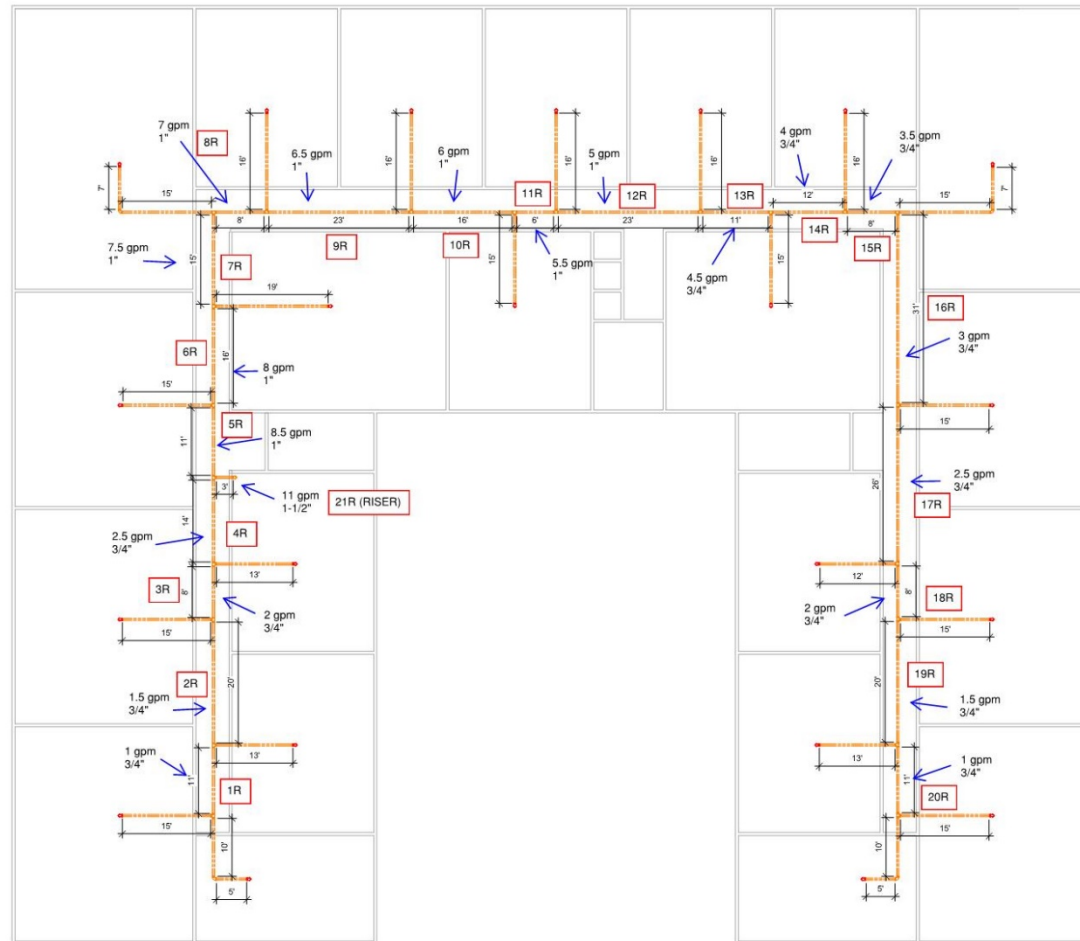 7 gpm
1"
8R
6.5 gpm
1"
6 gpm
1"
5 gpm
1"
4 gpm
3/4"
3.5 gpm
3/4"
16'
16'
16'
16'
16'
7'
15'
11R
12R
13R
12'
15'
7'
8'
23'
16'
6'
23'
11'
14R
8'
7.5 gpm
1"
15'
7R
9R
10R
15'
5.5 gpm
1"
4.5 gpm
3/4"
15'
15R
19'
31'
16R
6R
16'
3 gpm
3/4"
8 gpm
1"
15'
5R
15'
11'
8.5 gpm
1"
3'
11 gpm
1-1/2"
21R (RISER)
26'
2.5 gpm
3/4"
17R
14'
2.5 gpm
3/4"
4R
13'
12'
3R
8'
2 gpm
3/4"
2 gpm
3/4"
8'
18R
15'
15'
2R
20'
20'
19R
1.5 gpm
3/4"
1.5 gpm
3/4"
13'
13'
1 gpm
3/4"
11'
1R
1 gpm
3/4"
11'
20R
15'
15'
10'
10'
5'
5'